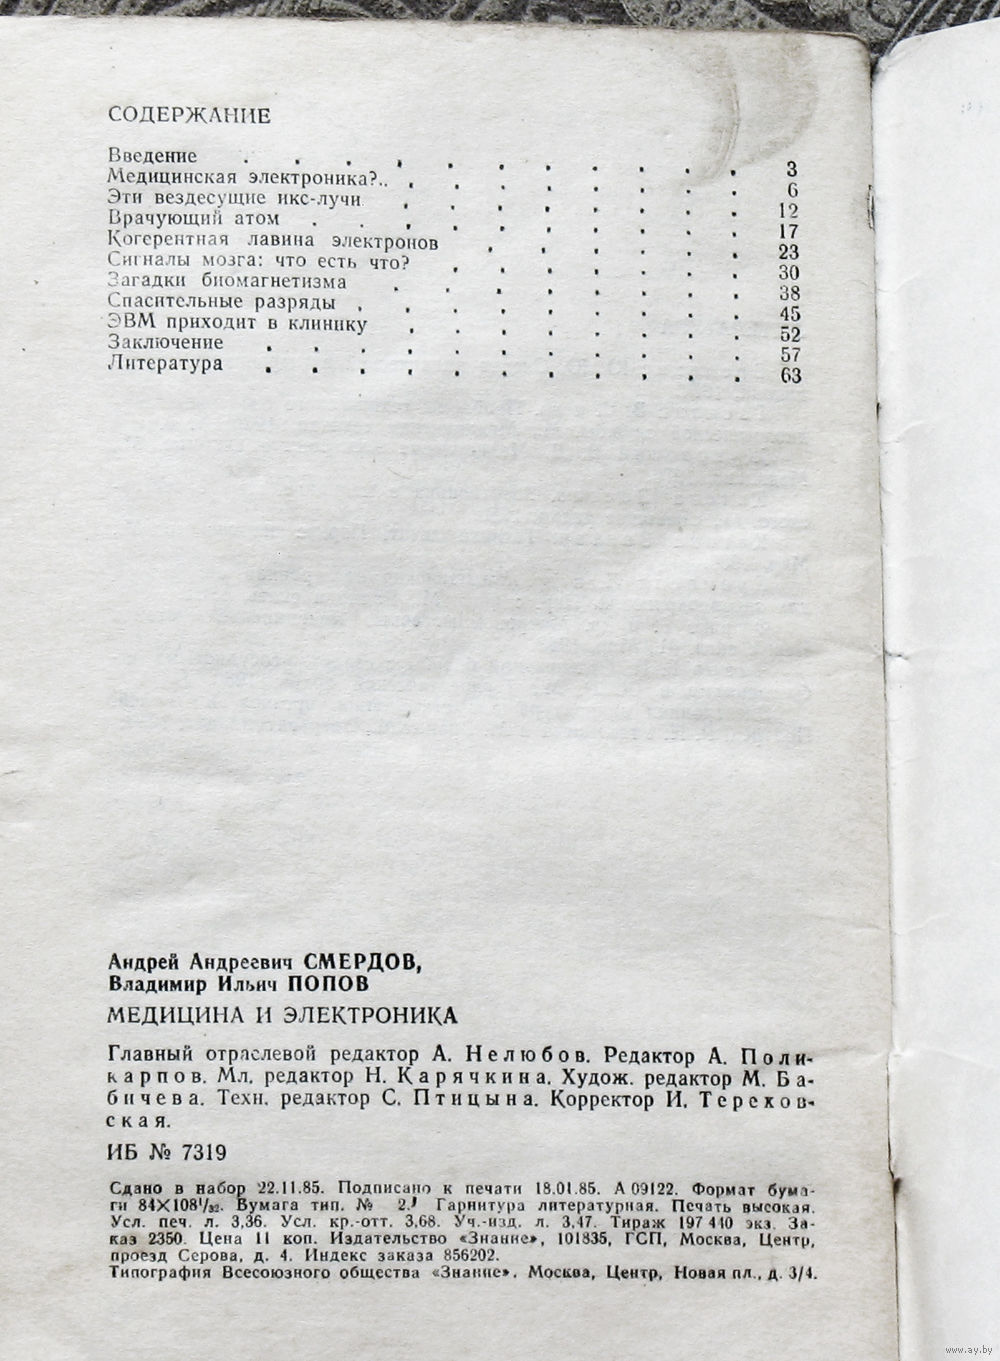 СОДЕРЖАНИЕ
Введение . . . . . . . . . . . 3
Медицинская электроника?.. . . . . . . . . 6
Эти вездесущие икс-лучи . . . . . . . . 12
Врачующий атом . . . . . . . . . . 17
Когерентная лавина электронов . . . . . . 23
Сигналы мозга: что есть что? . . . . . . . 30
Загадки биомагнетизма . . . . . . . . 38
Спасительные разряды . . . . . . . . . 45
ЭВМ приходит в клинику . . . . . . . . 52
Заключение . . . . . . . . . . . 57
Литература . . . . . . . . . . . 63
Андрей Андреевич СМЕРДОВ,
Владимир Ильич ПОПОВ
МЕДИЦИНА И ЭЛЕКТРОНИКА
Главный отраслевой редактор А. Нелюбов. Редактор А. Поли-
карпов. Мл. редактор Н. Карячкина. Худож. редактор М. Ба-
бичева. Техн. редактор С. Птицына. Корректор И. Терехов-
ская.
ИБ № 7319
Сдано в набор 22.11.85. Подписано к печати 18.01.85. А 09122. Формат бума-
ги 84×108¹/₃₂. Бумага тип. № 2. Гарнитура литературная. Печать высокая.
Усл. печ. л. 3,36. Усл. кр.-отт. 3,68. Уч.-изд. л. 3,47. Тираж 197 440 экз. За-
каз 2350. Цена 11 коп. Издательство «Знание», 101835, ГСП, Москва, Центр,
проезд Серова, д. 4. Индекс заказа 856202.
Типография Всесоюзного общества «Знание». Москва, Центр, Новая пл., д. 3/4.
www.ay.by